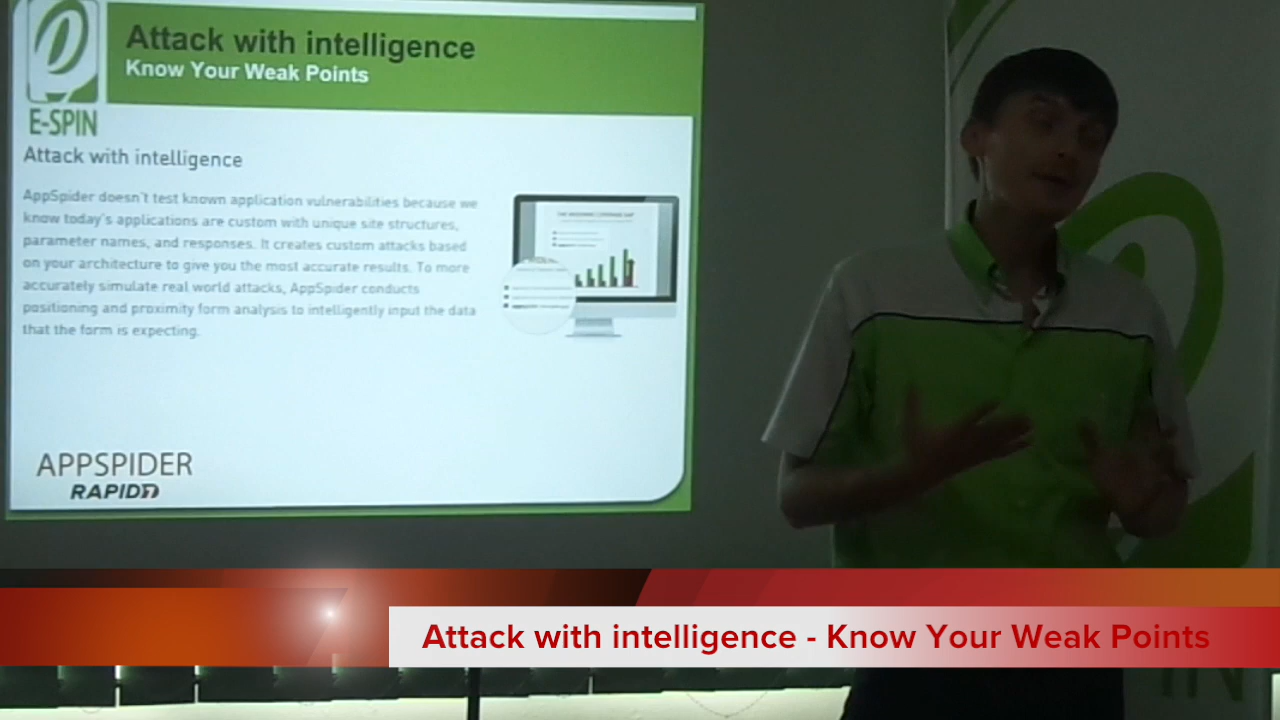 Attack with intelligence
Know Your Weak Points
E-SPIN
Attack with intelligence
AppSpider doesn't test known application vulnerabilities because we
know today's applications are custom with unique site structures,
parameter names, and responses. It creates custom attacks based
on your architecture to give you the most accurate results. To more
accurately simulate real world attacks, AppSpider conducts
positioning and proximity form analysis to intelligently input the data
that the form is expecting.
APPSPIDER
RAPID7
Attack with intelligence - Know Your Weak Points
IN